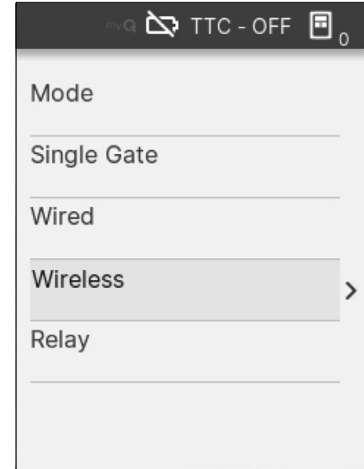 myQ TTC - OFF 0
Mode
Single Gate
Wired
Wireless
Relay